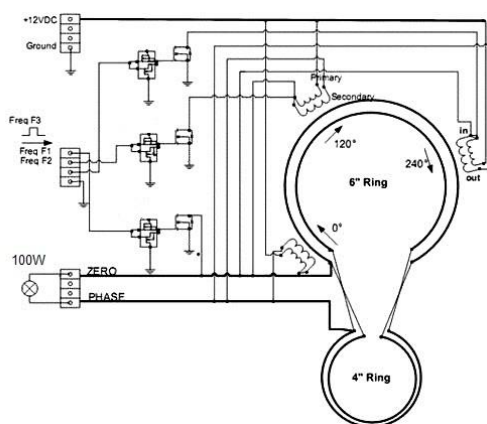 +12VDC
Ground
Primary
Freq F3
Secondary
in
120°
Freq F1
Freq F2
240°
out
6" Ring
0°
100W
ZERO
PHASE
4" Ring